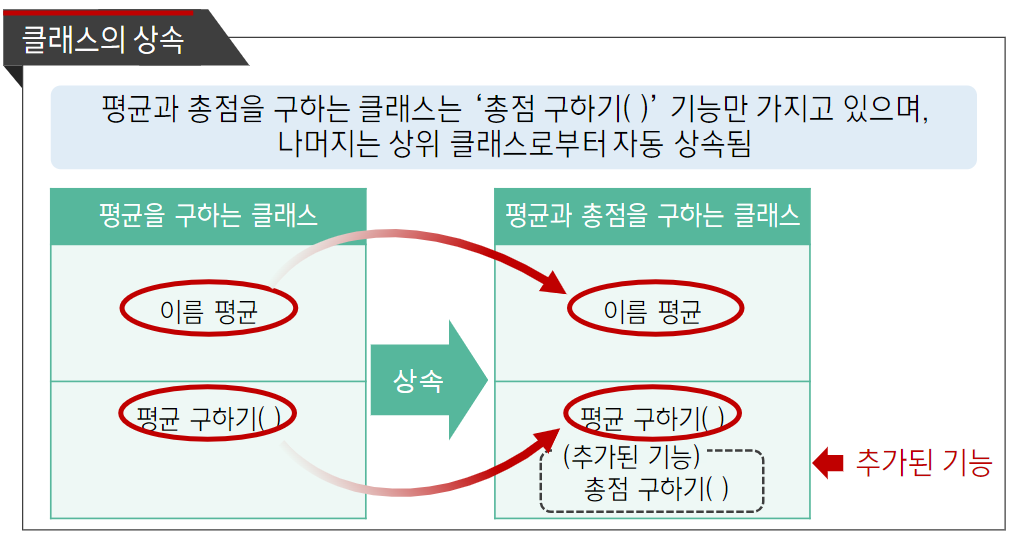 클래스의 상속
평균과 총점을 구하는 클래스는 ‘총점 구하기( )’ 기능만 가지고 있으며,
나머지는 상위 클래스로부터 자동 상속됨
평균을 구하는 클래스
평균과 총점을 구하는 클래스
이름 평균
이름 평균
상속
평균 구하기( )
평균 구하기( )
(추가된 기능)
총점 구하기( )
추가된 기능